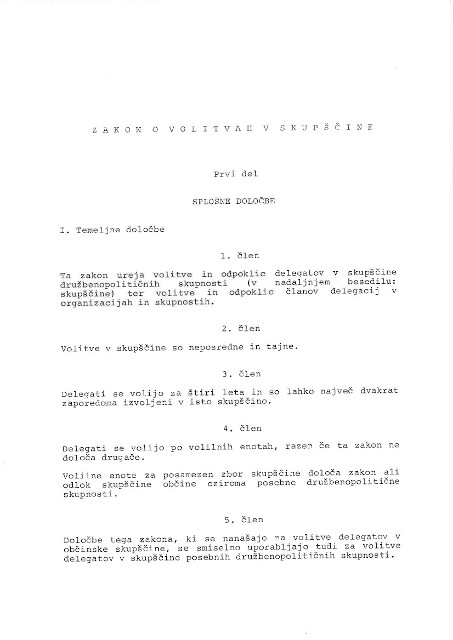 ZAKON O VOLITVAH V SKUPŠČINE
Prvi del
SPLOŠNE DOLOČBE
I. Temeljne določbe
1. člen
Ta zakon ureja volitve in odpoklic delegatov v skupščine
družbenopolitičnih skupnosti (v nadaljnjem besedilu:
skupščine) ter volitve in odpoklic članov delegacij v
organizacijah in skupnostih.
2. člen
Volitve v skupščine so neposredne in tajne.
3. člen
Delegati se volijo za štiri leta in so lahko največ dvakrat
zaporedoma izvoljeni v isto skupščino.
4. člen
Delegati se volijo po volilnih enotah, razen če ta zakon ne
določa drugače.
Volilne enote za posamezen zbor skupščine določa zakon ali
odlok skupščine občine oziroma posebne družbenopolitične
skupnosti.
5. člen
Določbe tega zakona, ki se nanašajo na volitve delegatov v
občinske skupščine, se smiselno uporabljajo tudi za volitve
delegatov v skupščine posebnih družbenopolitičnih skupnosti.